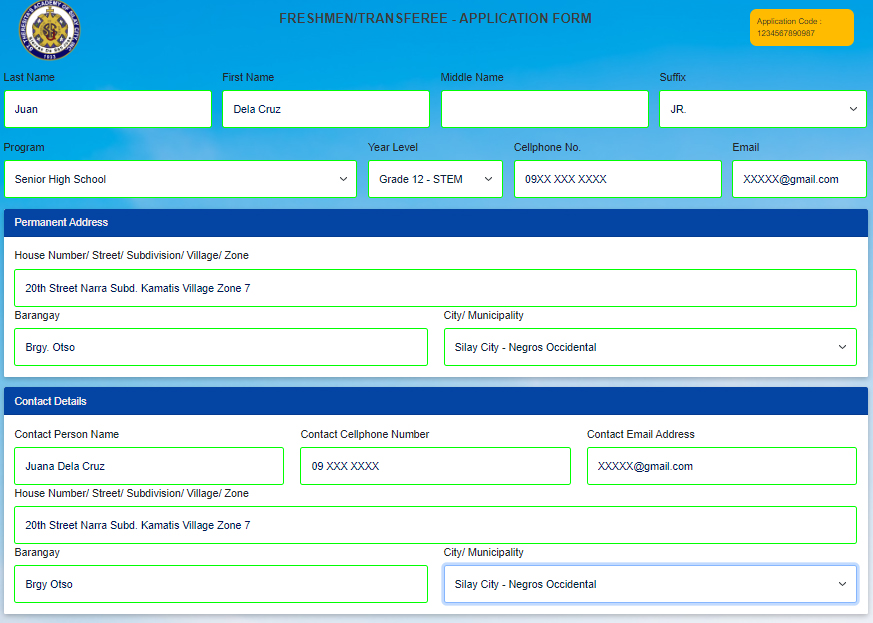 FRESHMEN/TRANSFEREE - APPLICATION FORM
Application Code :
1234567890987
Last Name First Name Middle Name Suffix
Juan Dela Cruz JR.
Program Year Level Cellphone No. Email
Senior High School Grade 12 - STEM 09XX XXX XXXX XXXXX@gmail.com
Permanent Address
House Number/ Street/ Subdivision/ Village/ Zone
20th Street Narra Subd. Kamatis Village Zone 7
Barangay City/ Municipality
Brgy. Otso Silay City - Negros Occidental
Contact Details
Contact Person Name Contact Cellphone Number Contact Email Address
Juana Dela Cruz 09 XXX XXXX XXXXX@gmail.com
House Number/ Street/ Subdivision/ Village/ Zone
20th Street Narra Subd. Kamatis Village Zone 7
Barangay City/ Municipality
Brgy Otso Silay City - Negros Occidental